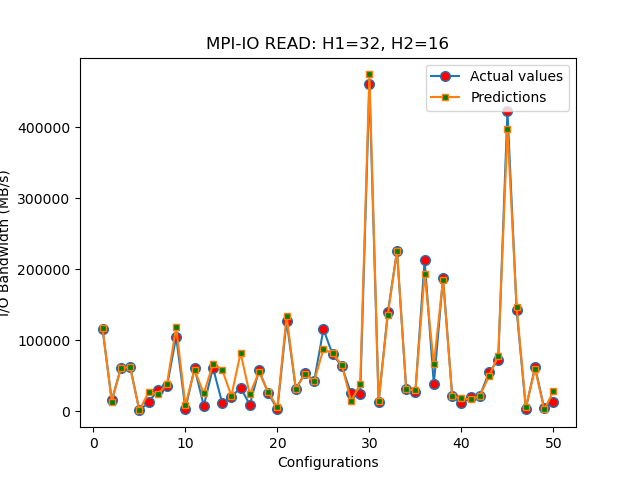 MPI-IO READ: H1=32, H2=16
Actual values
Predictions
I/O Bandwidth (MB/s)
400000
300000
200000
100000
0
0 10 20 30 40 50
Configurations